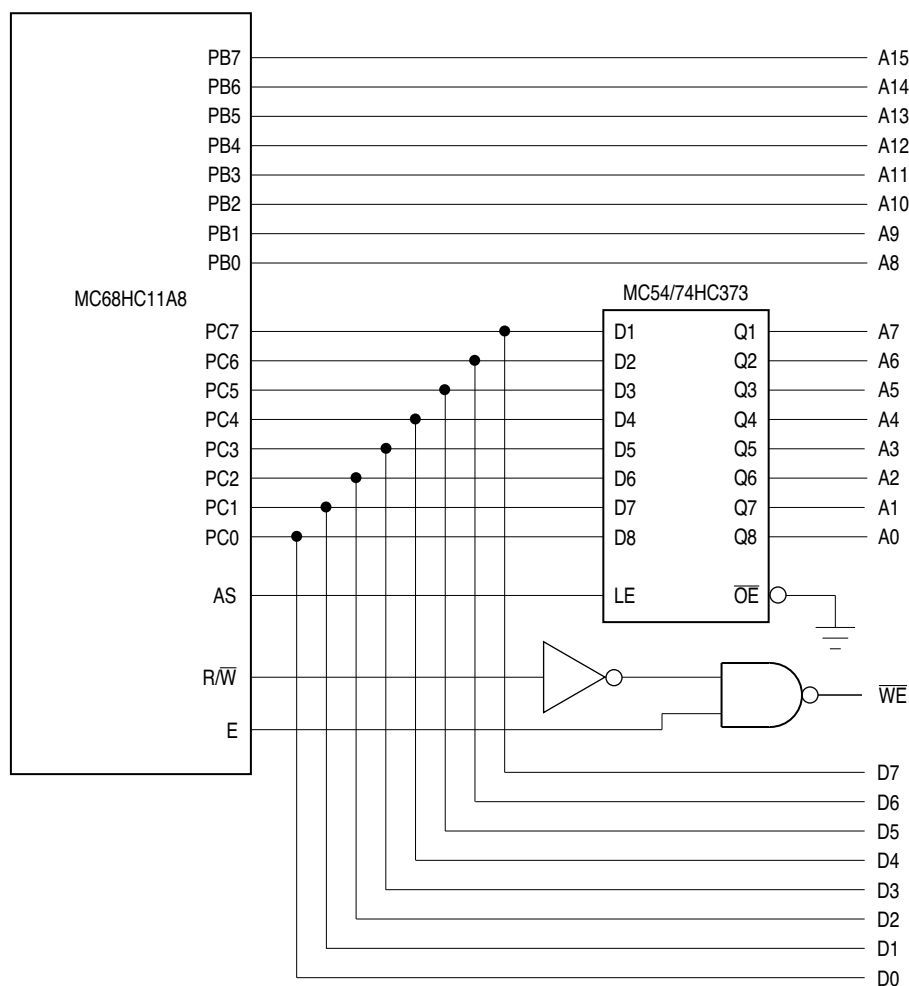 PB7
A15
PB6
A14
PB5
A13
PB4
A12
PB3
A11
PB2
A10
PB1
A9
PB0
A8
MC68HC11A8
MC54/74HC373
PC7
D1
Q1
A7
PC6
D2
Q2
A6
PC5
D3
Q3
A5
PC4
D4
Q4
A4
PC3
D5
Q5
A3
PC2
D6
Q6
A2
PC1
D7
Q7
A1
PC0
D8
Q8
A0
AS
LE
O̅E̅
R/W̅
W̅E̅
E
D7
D6
D5
D4
D3
D2
D1
D0